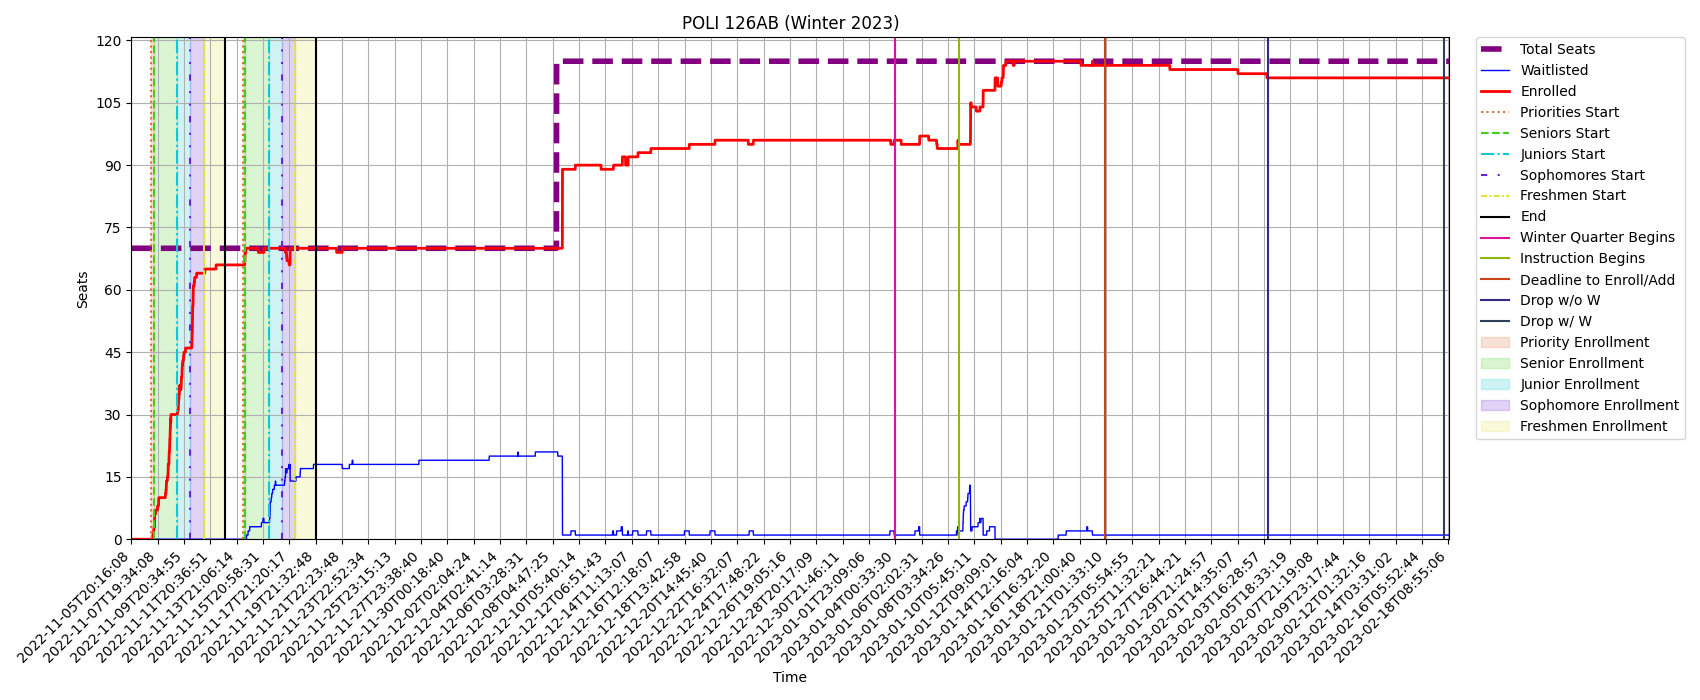 POLI 126AB (Winter 2023)
120
105
90
75
60
45
30
15
0
Seats
2022-11-05T20:16:08
2022-11-07T19:34:08
2022-11-09T20:34:55
2022-11-11T20:36:51
2022-11-13T21:06:14
2022-11-15T20:58:31
2022-11-17T21:20:17
2022-11-19T21:32:48
2022-11-21T22:23:48
2022-11-23T22:52:34
2022-11-25T23:15:13
2022-11-27T23:38:40
2022-11-30T00:18:40
2022-12-02T02:04:24
2022-12-04T02:41:14
2022-12-06T03:28:31
2022-12-08T04:47:25
2022-12-10T05:40:14
2022-12-12T06:51:43
2022-12-14T11:13:07
2022-12-16T12:18:07
2022-12-18T13:42:58
2022-12-20T14:45:40
2022-12-22T16:32:07
2022-12-24T17:48:22
2022-12-26T19:05:16
2022-12-28T20:17:09
2022-12-30T21:46:11
2023-01-01T23:09:06
2023-01-04T00:33:30
2023-01-06T02:02:31
2023-01-08T03:34:26
2023-01-10T05:45:11
2023-01-12T09:09:01
2023-01-14T12:16:04
2023-01-16T16:32:20
2023-01-18T21:00:40
2023-01-21T01:33:10
2023-01-23T05:54:55
2023-01-25T11:32:21
2023-01-27T16:44:21
2023-01-29T21:24:57
2023-02-01T14:35:07
2023-02-03T16:28:57
2023-02-05T18:33:19
2023-02-07T21:19:08
2023-02-09T23:17:44
2023-02-12T01:32:16
2023-02-14T03:31:02
2023-02-16T05:52:44
2023-02-18T08:55:06
Time
Total Seats
Waitlisted
Enrolled
Priorities Start
Seniors Start
Juniors Start
Sophomores Start
Freshmen Start
End
Winter Quarter Begins
Instruction Begins
Deadline to Enroll/Add
Drop w/o W
Drop w/ W
Priority Enrollment
Senior Enrollment
Junior Enrollment
Sophomore Enrollment
Freshmen Enrollment